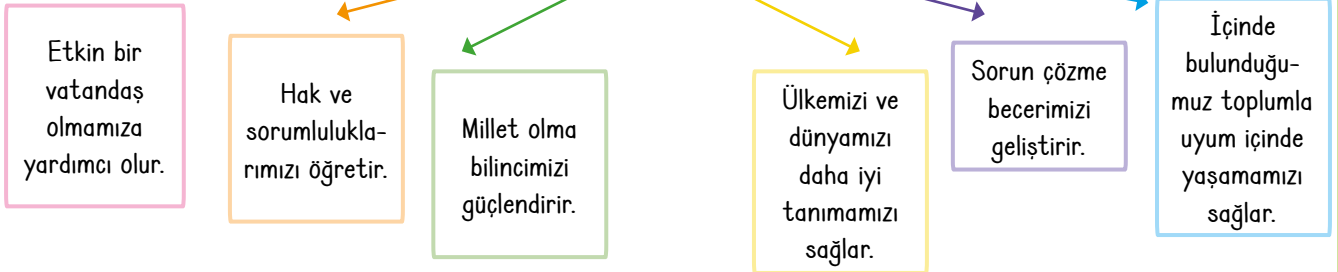 Etkin bir
vatandaş
olmamıza
yardımcı olur.
Hak ve
sorumlulukla-
rımızı öğretir.
Millet olma
bilincimizi
güçlendirir.
Ülkemizi ve
dünyamızı
daha iyi
tanımamızı
sağlar.
Sorun çözme
becerimizi
geliştirir.
İçinde
bulunduğu-
muz toplumla
uyum içinde
yaşamamızı
sağlar.